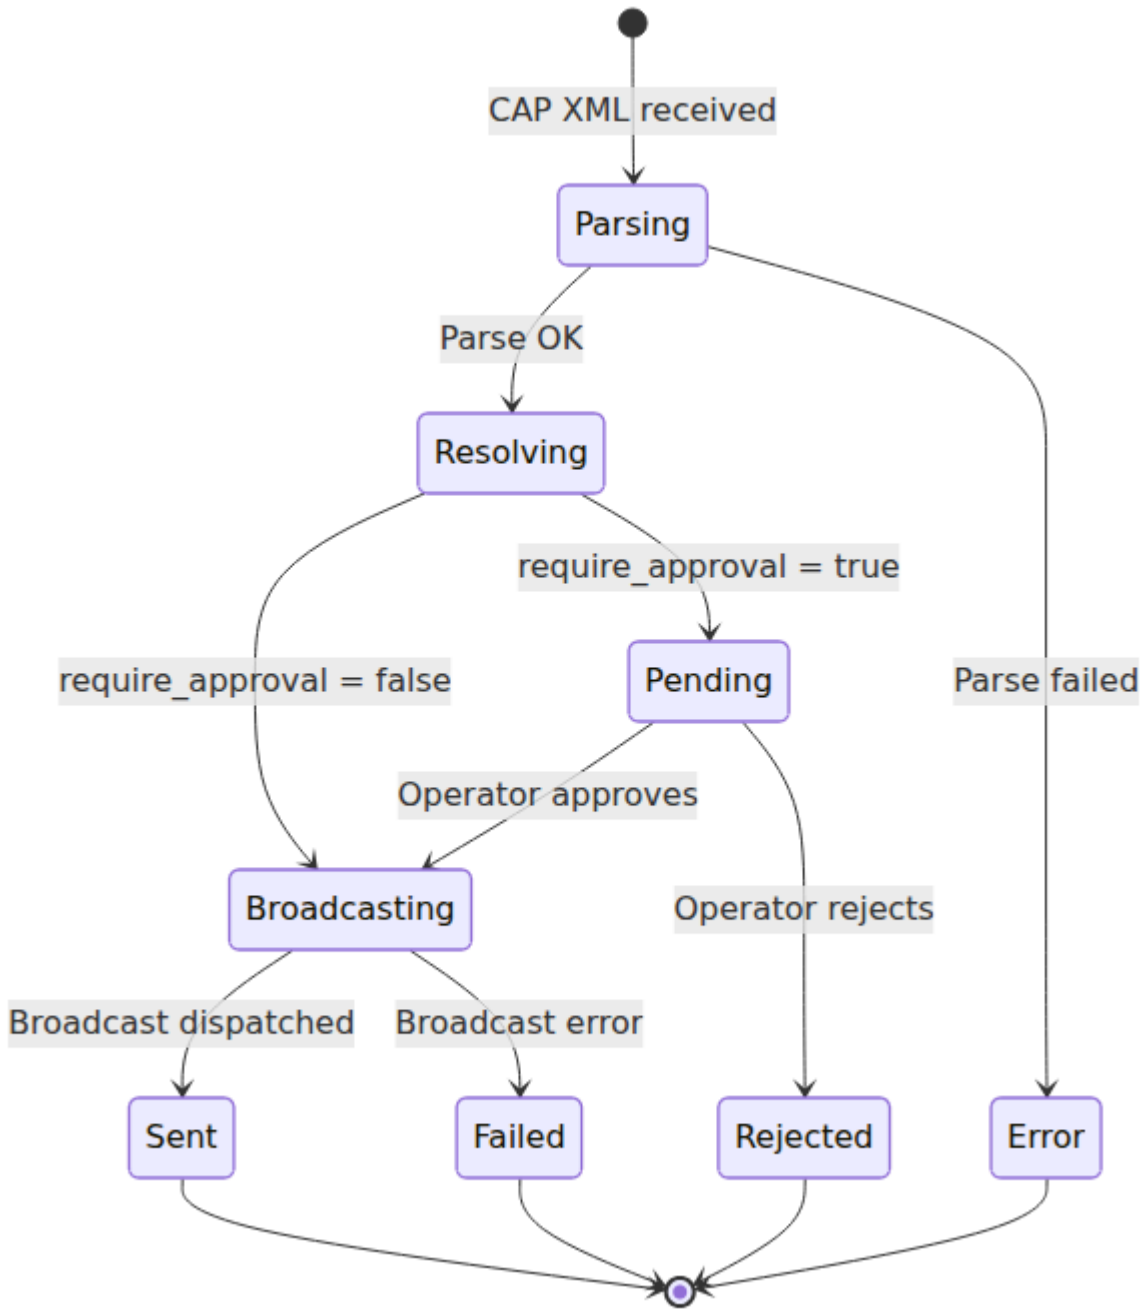 CAP XML received
Parsing
Parse OK
Resolving
require_approval = true
require_approval = false
Pending
Parse failed
Operator approves
Broadcasting
Operator rejects
Broadcast dispatched
Broadcast error
Sent
Failed
Rejected
Error